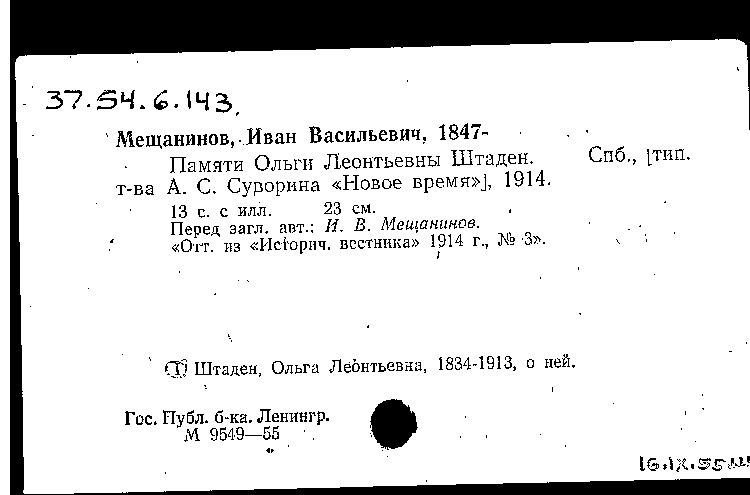 37.54.6.143.
Мещанинов, Иван Васильевич, 1847-
Памяти Ольги Леонтьевны Штаден. Спб., [тип.
т-ва А. С. Суворина «Новое время»], 1914.
13 с. с илл. 23 см.
Перед загл. авт.: И. В. Мещанинов.
«Отт. из «Историч. вестника» 1914 г., № 3».
(I) Штаден, Ольга Леонтьевна, 1834-1913, о ней.
Гос. Публ. б-ка. Ленингр.
М 9549—55
16.IX.55